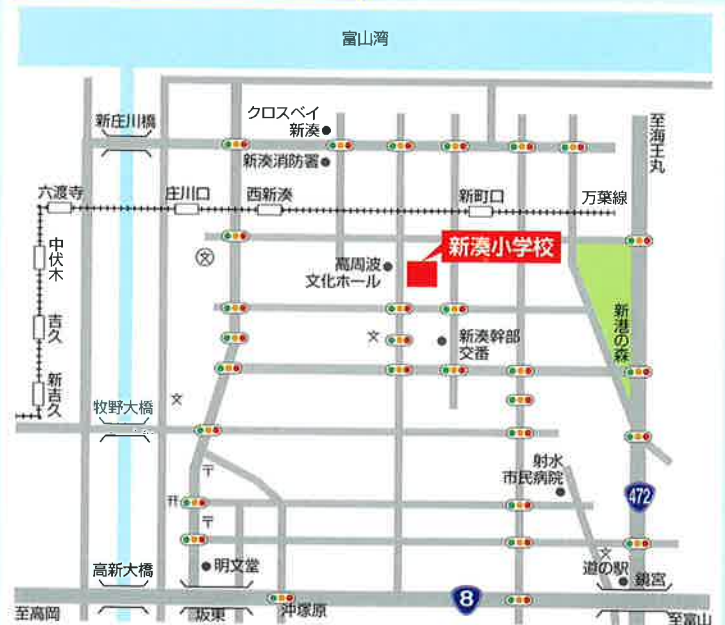 富山湾
クロスベイ
新湊
新庄川橋
至海王丸
新湊消防署
六渡寺
庄川口
西新湊
新町口
万葉線
中伏木
新湊小学校
高周波
文化ホール
新港の森
吉久
新湊幹部
交番
新吉久
牧野大橋
射水
市民病院
472
高新大橋
明文堂
道の駅
鏡宮
8
至高岡
坂東
沖塚原
至富山